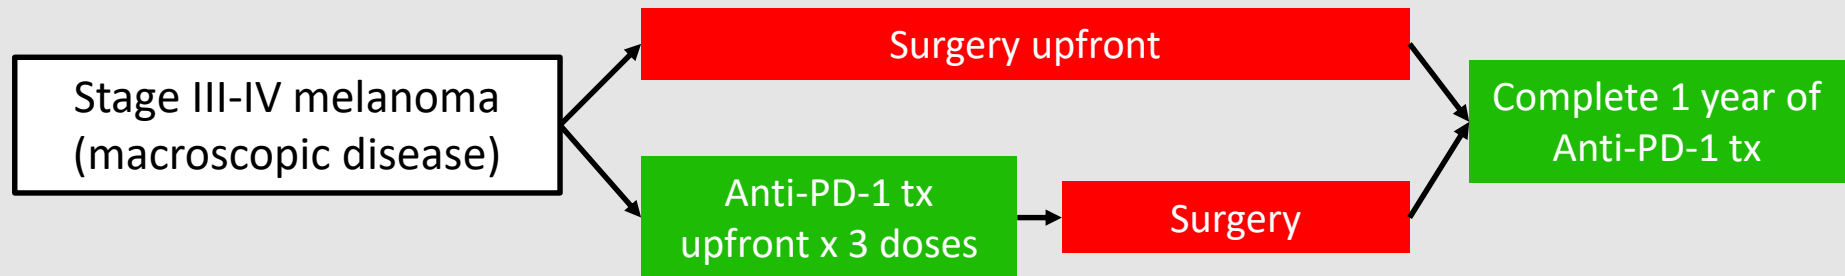 Stage III-IV melanoma
(macroscopic disease)
Surgery upfront
Anti-PD-1 tx
upfront x 3 doses
Surgery
Complete 1 year of
Anti-PD-1 tx